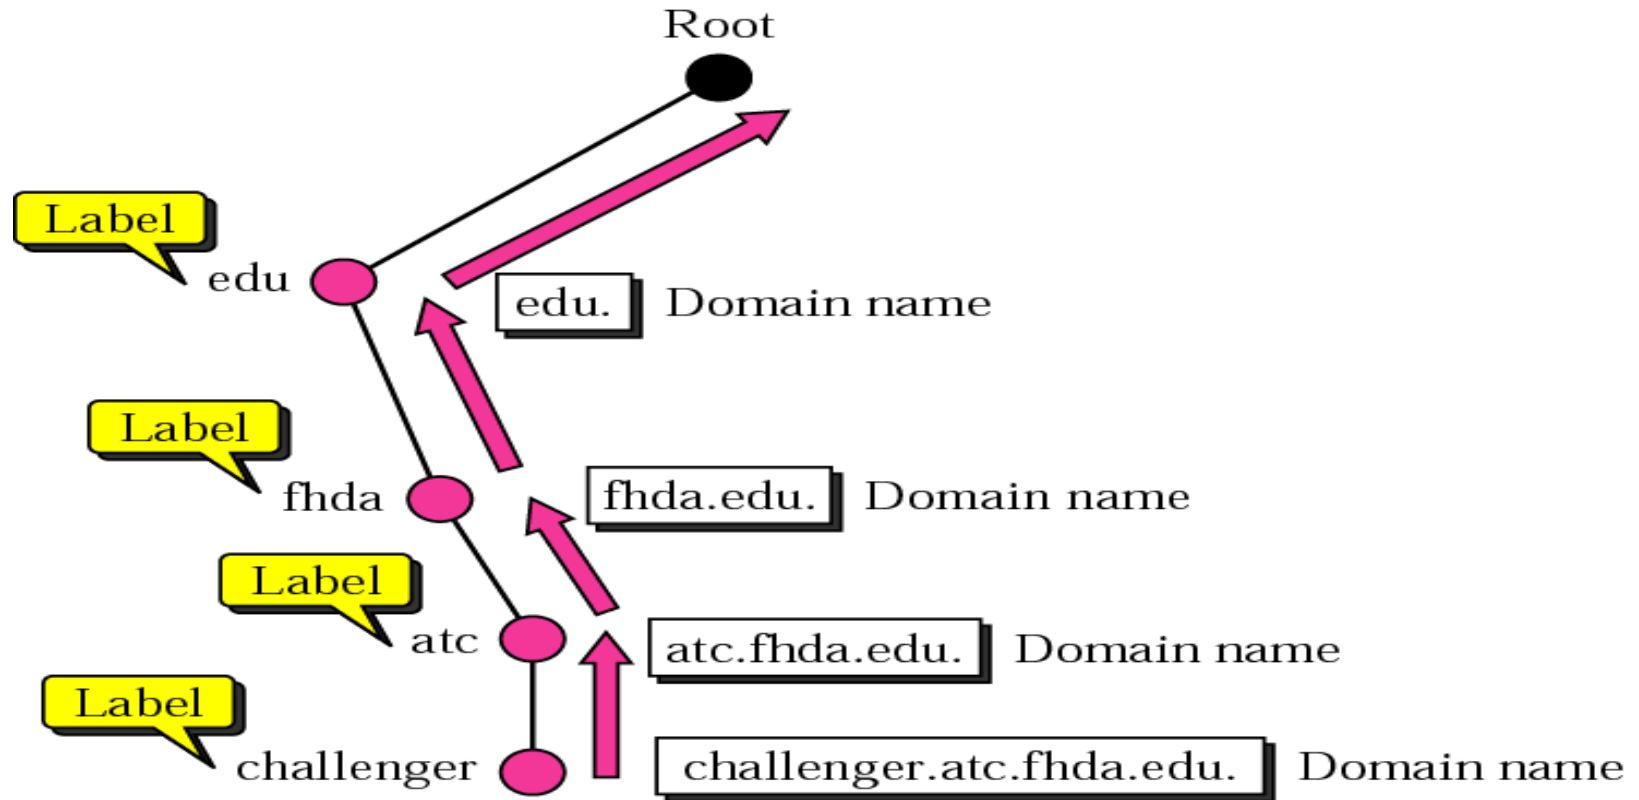 Root
Label
edu
edu. Domain name
Label
fhda
fhda.edu. Domain name
Label
atc
atc.fhda.edu. Domain name
Label
challenger
challenger.atc.fhda.edu. Domain name